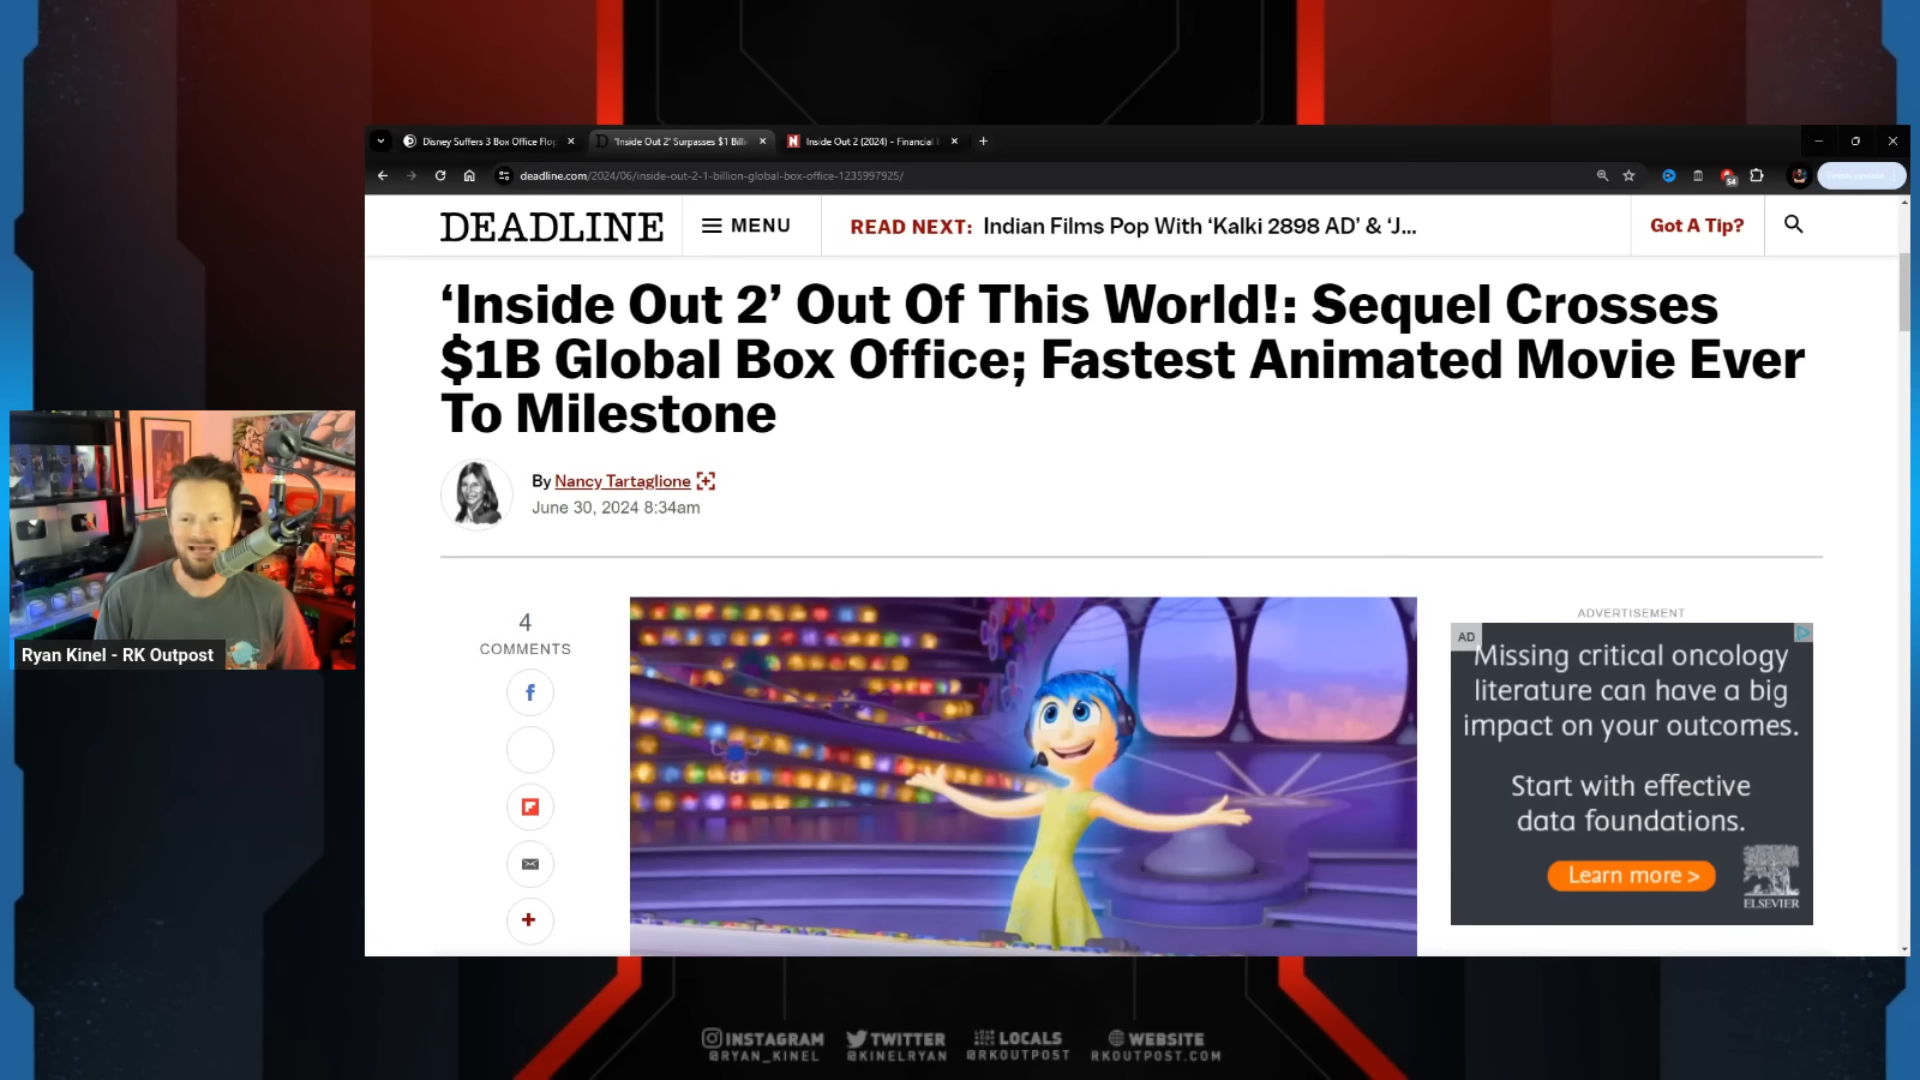 Disney Suffers 3 Box Office Flop
'Inside Out 2' Surpasses $1 Billi
Inside Out 2 (2024) - Financial I
deadline.com/2024/06/inside-out-2-1-billion-global-box-office-1235997925/
54
DEADLINE
MENU
READ NEXT: Indian Films Pop With ‘Kalki 2898 AD’ & ‘J...
Got A Tip?
‘Inside Out 2’ Out Of This World!: Sequel Crosses
$1B Global Box Office; Fastest Animated Movie Ever
To Milestone
By Nancy Tartaglione
June 30, 2024 8:34am
4
COMMENTS
ADVERTISEMENT
AD
Missing critical oncology
literature can have a big
impact on your outcomes.
Start with effective
data foundations.
Learn more >
ELSEVIER
Ryan Kinel - RK Outpost
INSTAGRAM
@RYAN_KINEL
TWITTER
@KINELRYAN
LOCALS
@RKOUTPOST
WEBSITE
RKOUTPOST.COM